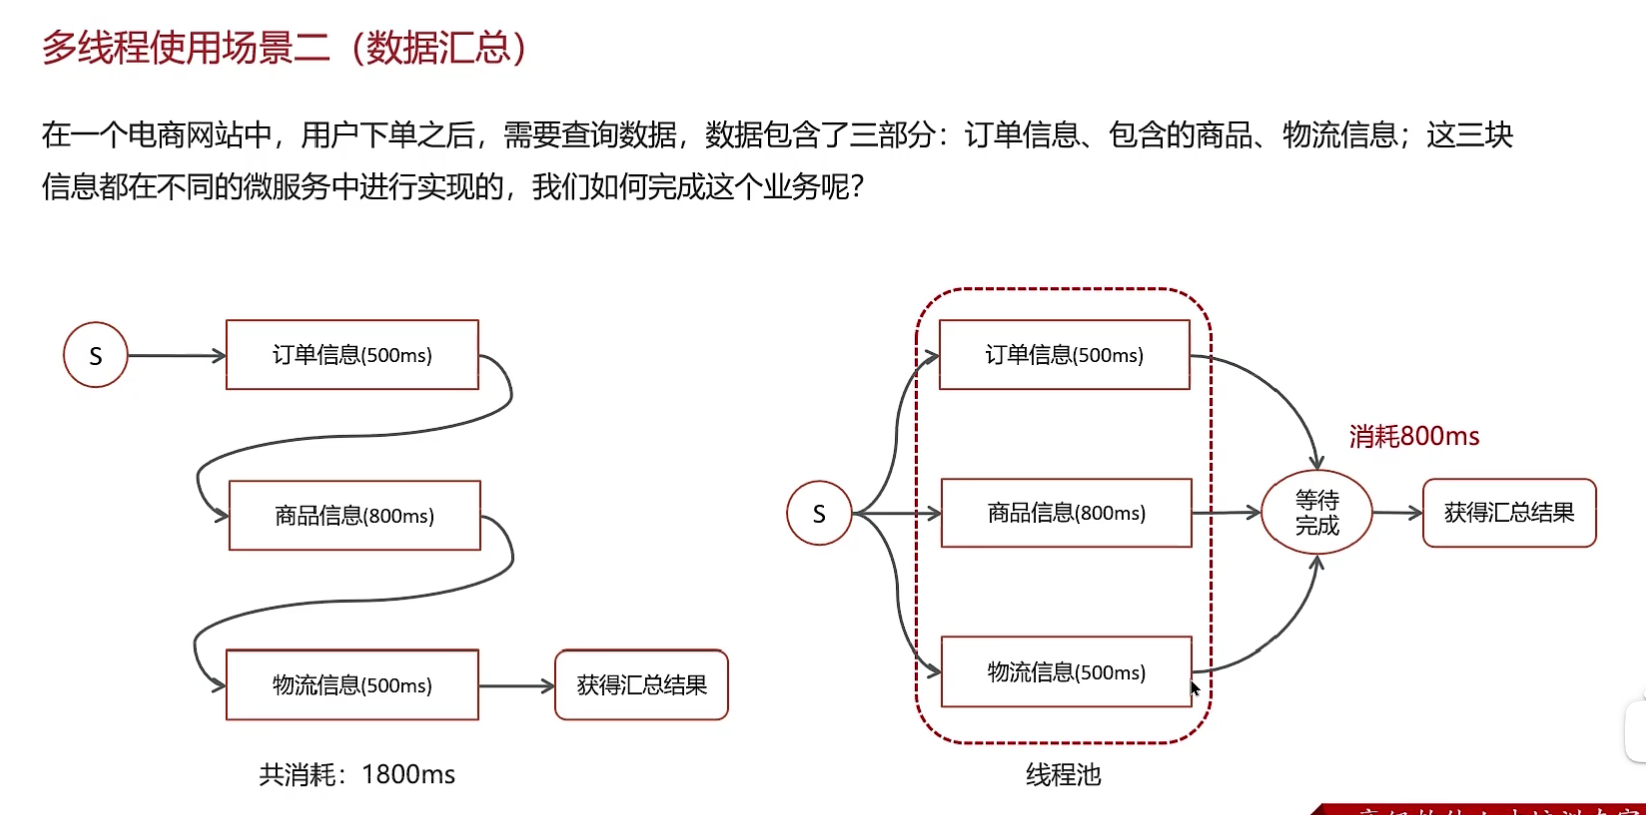 多线程使用场景二（数据汇总）
在一个电商网站中，用户下单之后，需要查询数据，数据包含了三部分：订单信息、包含的商品、物流信息；这三块
信息都在不同的微服务中进行实现的，我们如何完成这个业务呢？
S
订单信息(500ms)
商品信息(800ms)
物流信息(500ms)
获得汇总结果
共消耗：1800ms
S
订单信息(500ms)
商品信息(800ms)
物流信息(500ms)
消耗800ms
等待
完成
获得汇总结果
线程池